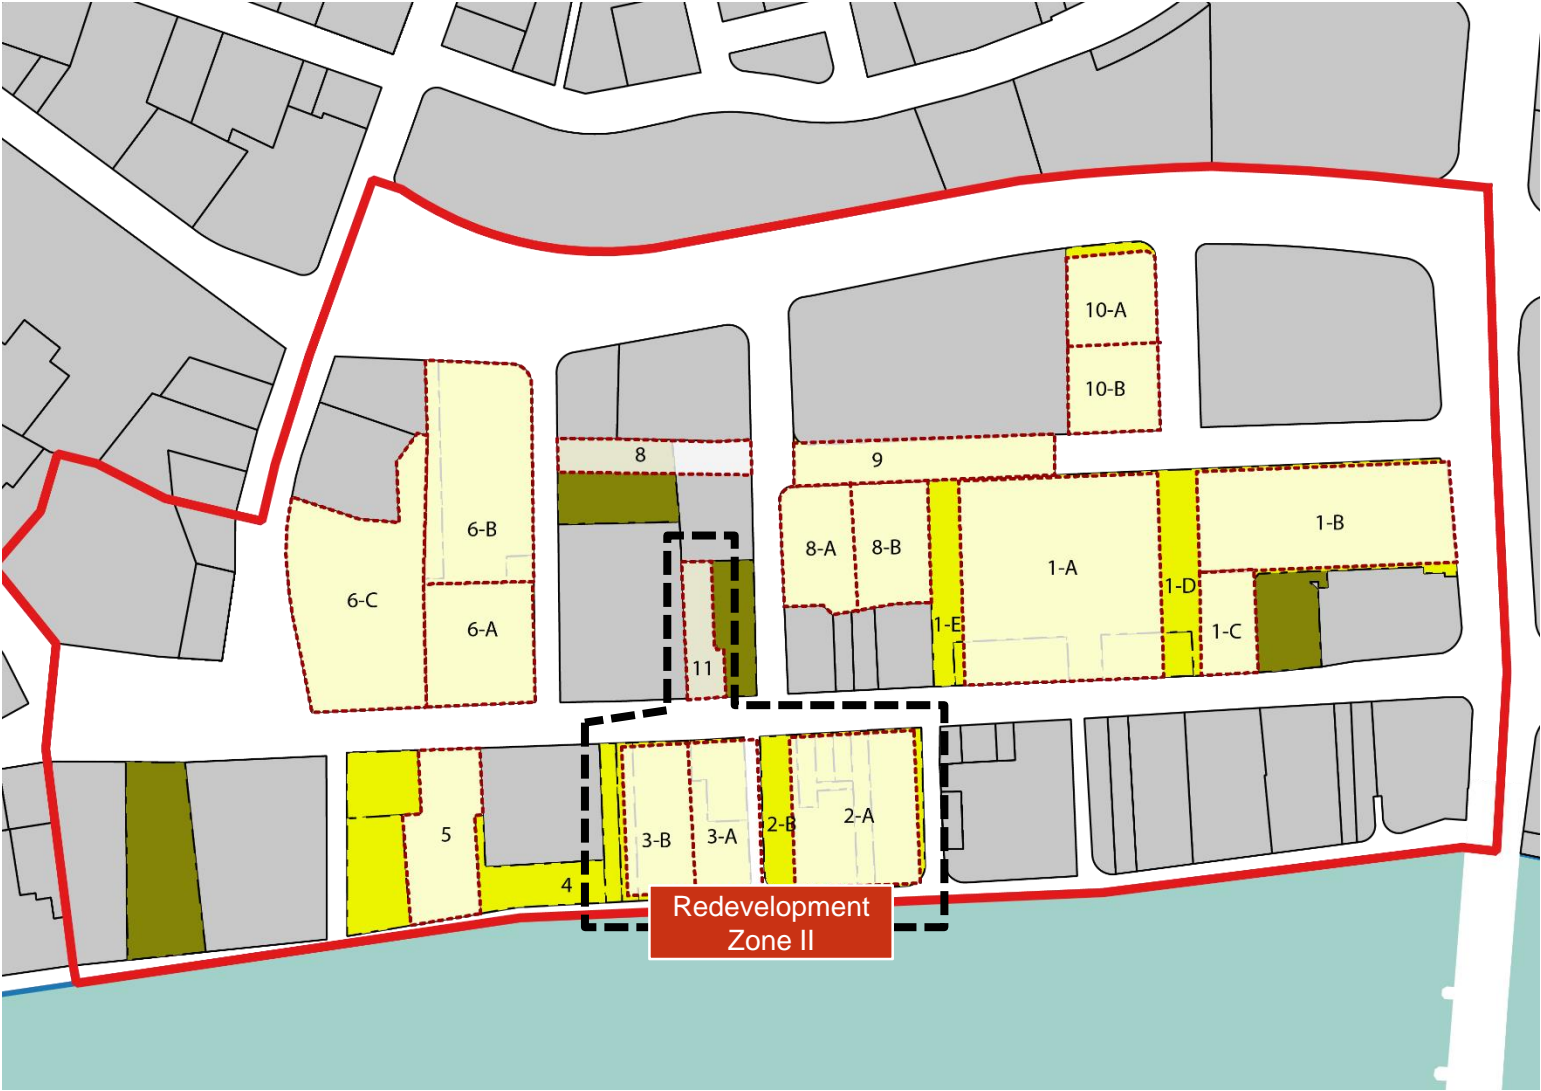 10-A
10-B
8
9
6-B
1-B
8-A
8-B
1-A
1-D
6-C
6-A
1-E
1-C
11
5
3-B
3-A
2-B
2-A
4
Redevelopment
Zone II